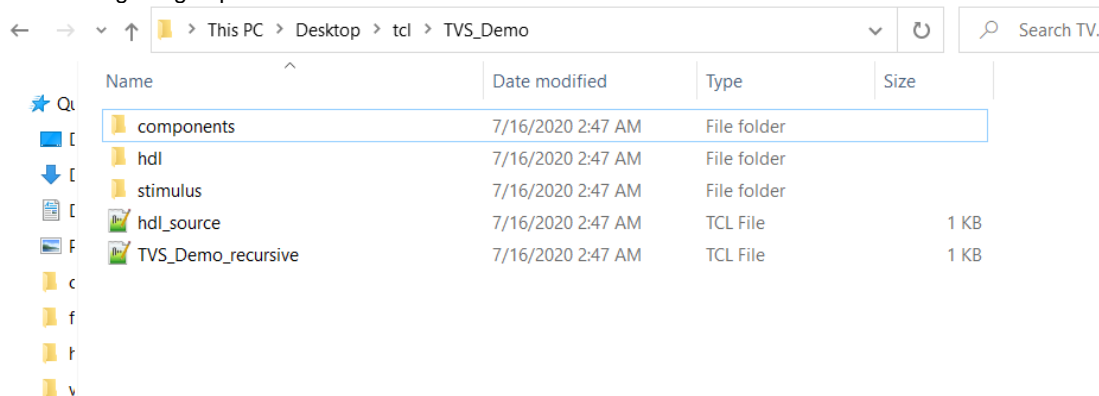 This PC > Desktop > tcl > TVS_Demo
Search TV.
Name Date modified Type Size
components 7/16/2020 2:47 AM File folder
hdl 7/16/2020 2:47 AM File folder
stimulus 7/16/2020 2:47 AM File folder
hdl_source 7/16/2020 2:47 AM TCL File 1 KB
TVS_Demo_recursive 7/16/2020 2:47 AM TCL File 1 KB